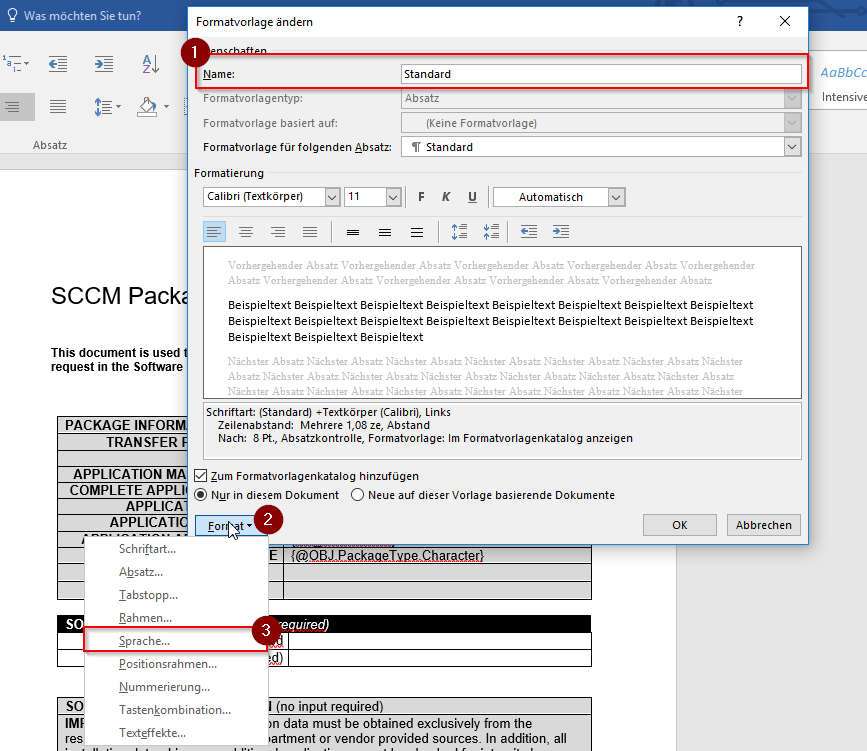 Was möchten Sie tun?
Absatz
AaBbCc
Intensive
Formatvorlage ändern
?
1
Name:
Standard
Formatvorlagentyp:
Absatz
Formatvorlage basiert auf:
(Keine Formatvorlage)
Formatvorlage für folgenden Absatz:
¶ Standard
Formatierung
Calibri (Textkörper)
11
F K U
Automatisch
Vorhergehender Absatz Vorhergehender Absatz Vorhergehender Absatz Vorhergehender Absatz Vorhergehender
Absatz Vorhergehender Absatz Vorhergehender Absatz Vorhergehender Absatz Vorhergehender Absatz
Beispieltext Beispieltext Beispieltext Beispieltext Beispieltext Beispieltext Beispieltext Beispieltext
Beispieltext Beispieltext Beispieltext Beispieltext Beispieltext Beispieltext Beispieltext Beispieltext
Beispieltext Beispieltext Beispieltext
Nächster Absatz Nächster Absatz Nächster Absatz Nächster Absatz Nächster Absatz Nächster Absatz
Nächster Absatz Nächster Absatz Nächster Absatz Nächster Absatz Nächster Absatz Nächster Absatz
Nächster Absatz Nächster Absatz Nächster Absatz Nächster Absatz Nächster Absatz Nächster Absatz
Schriftart: (Standard) +Textkörper (Calibri), Links
Zeilenabstand: Mehrere 1,08 ze, Abstand
Nach: 8 Pt., Absatzkontrolle, Formatvorlage: Im Formatvorlagenkatalog anzeigen
Zum Formatvorlagenkatalog hinzufügen
Nur in diesem Dokument
Neue auf dieser Vorlage basierende Dokumente
Format
2
OK
Abbrechen
Schriftart...
Absatz...
Tabstopp...
Rahmen...
Sprache...
3
Positionsrahmen...
Nummerierung...
Tastenkombination...
Texteffekte...
SCCM Packa
This document is used
request in the Software
PACKAGE INFORM
TRANSFER
APPLICATION MA
COMPLETE APPLI
APPLICAT
APPLICATIO
{@OBJ.PackageType.Character}
SO
required)
ed)
SO
(no input required)
IMP
on data must be obtained exclusively from the
res
partment or vendor provided sources. In addition, all